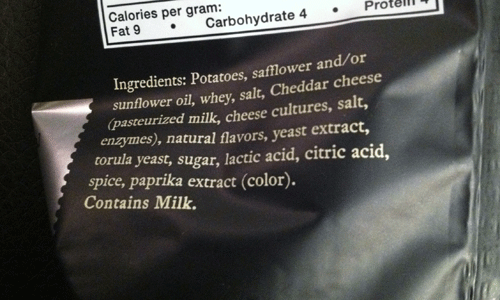 Calories per gram:
Fat 9 • Carbohydrate 4 • Protein 4
Ingredients: Potatoes, safflower and/or
sunflower oil, whey, salt, Cheddar cheese
(pasteurized milk, cheese cultures, salt,
enzymes), natural flavors, yeast extract,
torula yeast, sugar, lactic acid, citric acid,
spice, paprika extract (color).
Contains Milk.